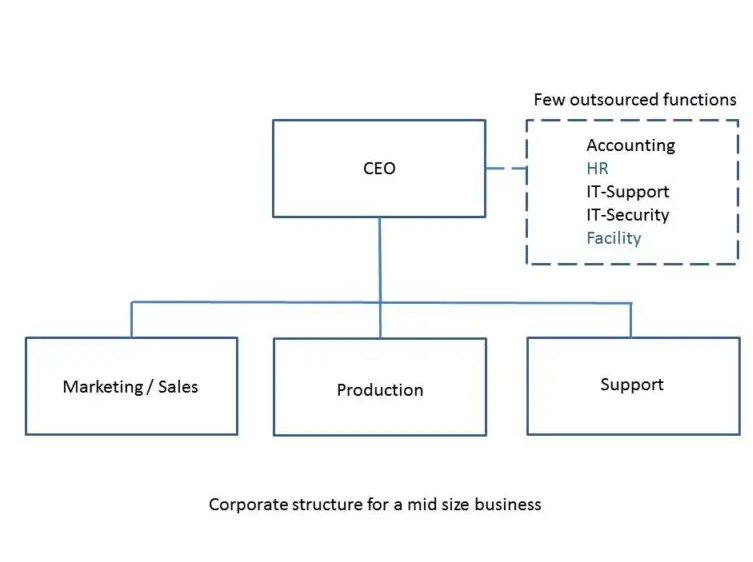 Few outsourced functions
CEO
Accounting
HR
IT-Support
IT-Security
Facility
Marketing / Sales
Production
Support
Corporate structure for a mid size business